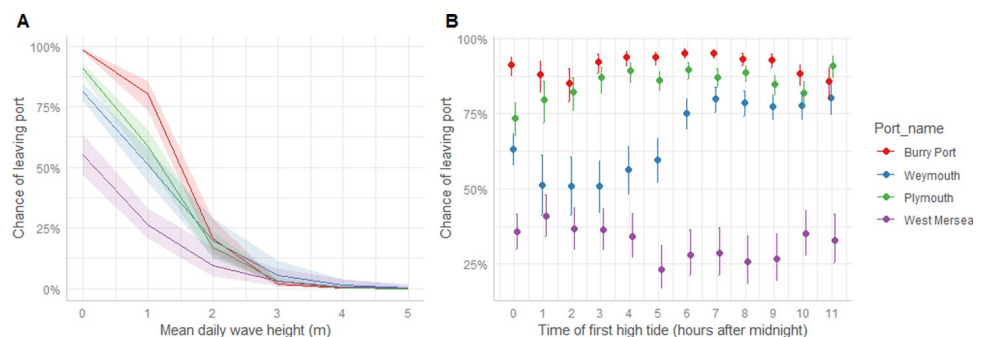 A
Chance of leaving port
100%
75%
50%
25%
0%
0 1 2 3 4 5
Mean daily wave height (m)
B
Chance of leaving port
100%
75%
50%
25%
0 1 2 3 4 5 6 7 8 9 10 11
Time of first high tide (hours after midnight)
Port_name
Burry Port
Weymouth
Plymouth
West Mersea